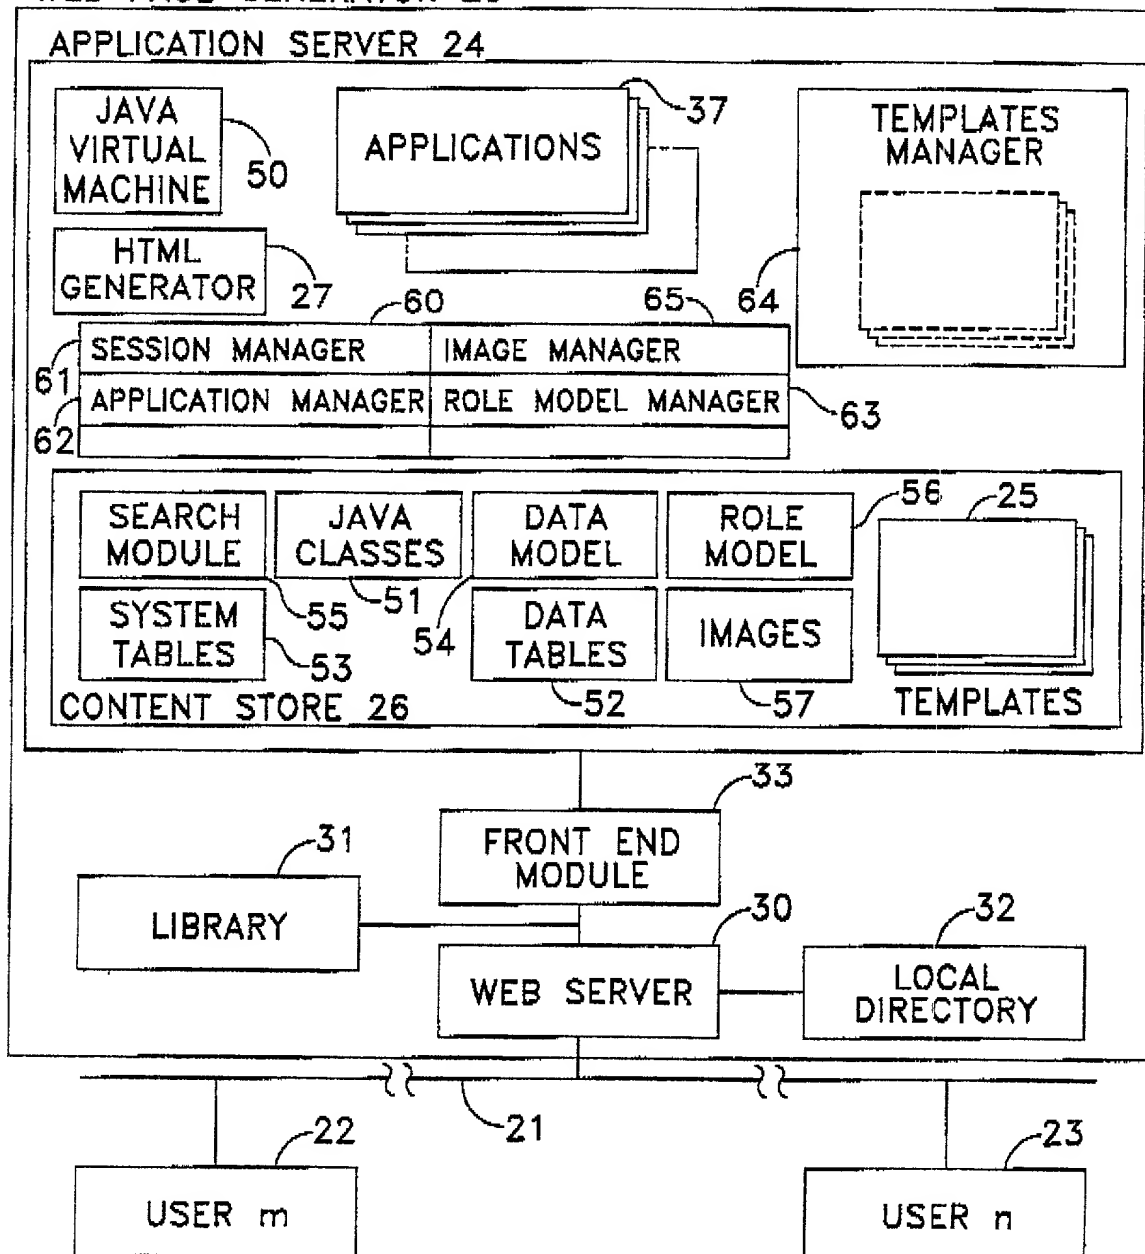 APPLICATION SERVER 24
JAVA
VIRTUAL
MACHINE
50
APPLICATIONS
37
TEMPLATES
MANAGER
64
HTML
GENERATOR
27
60
65
61
SESSION MANAGER
IMAGE MANAGER
62
APPLICATION MANAGER
ROLE MODEL MANAGER
63
SEARCH
MODULE
55
JAVA
CLASSES
51
DATA
MODEL
54
ROLE
MODEL
56
25
SYSTEM
TABLES
53
DATA
TABLES
52
IMAGES
57
TEMPLATES
CONTENT STORE 26
33
FRONT END
MODULE
31
LIBRARY
30
WEB SERVER
32
LOCAL
DIRECTORY
21
22
USER m
23
USER n